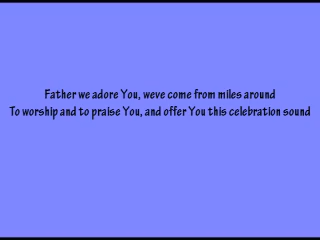 Father we adore You, weve come from miles around
To worship and to praise You, and offer You this celebration sound